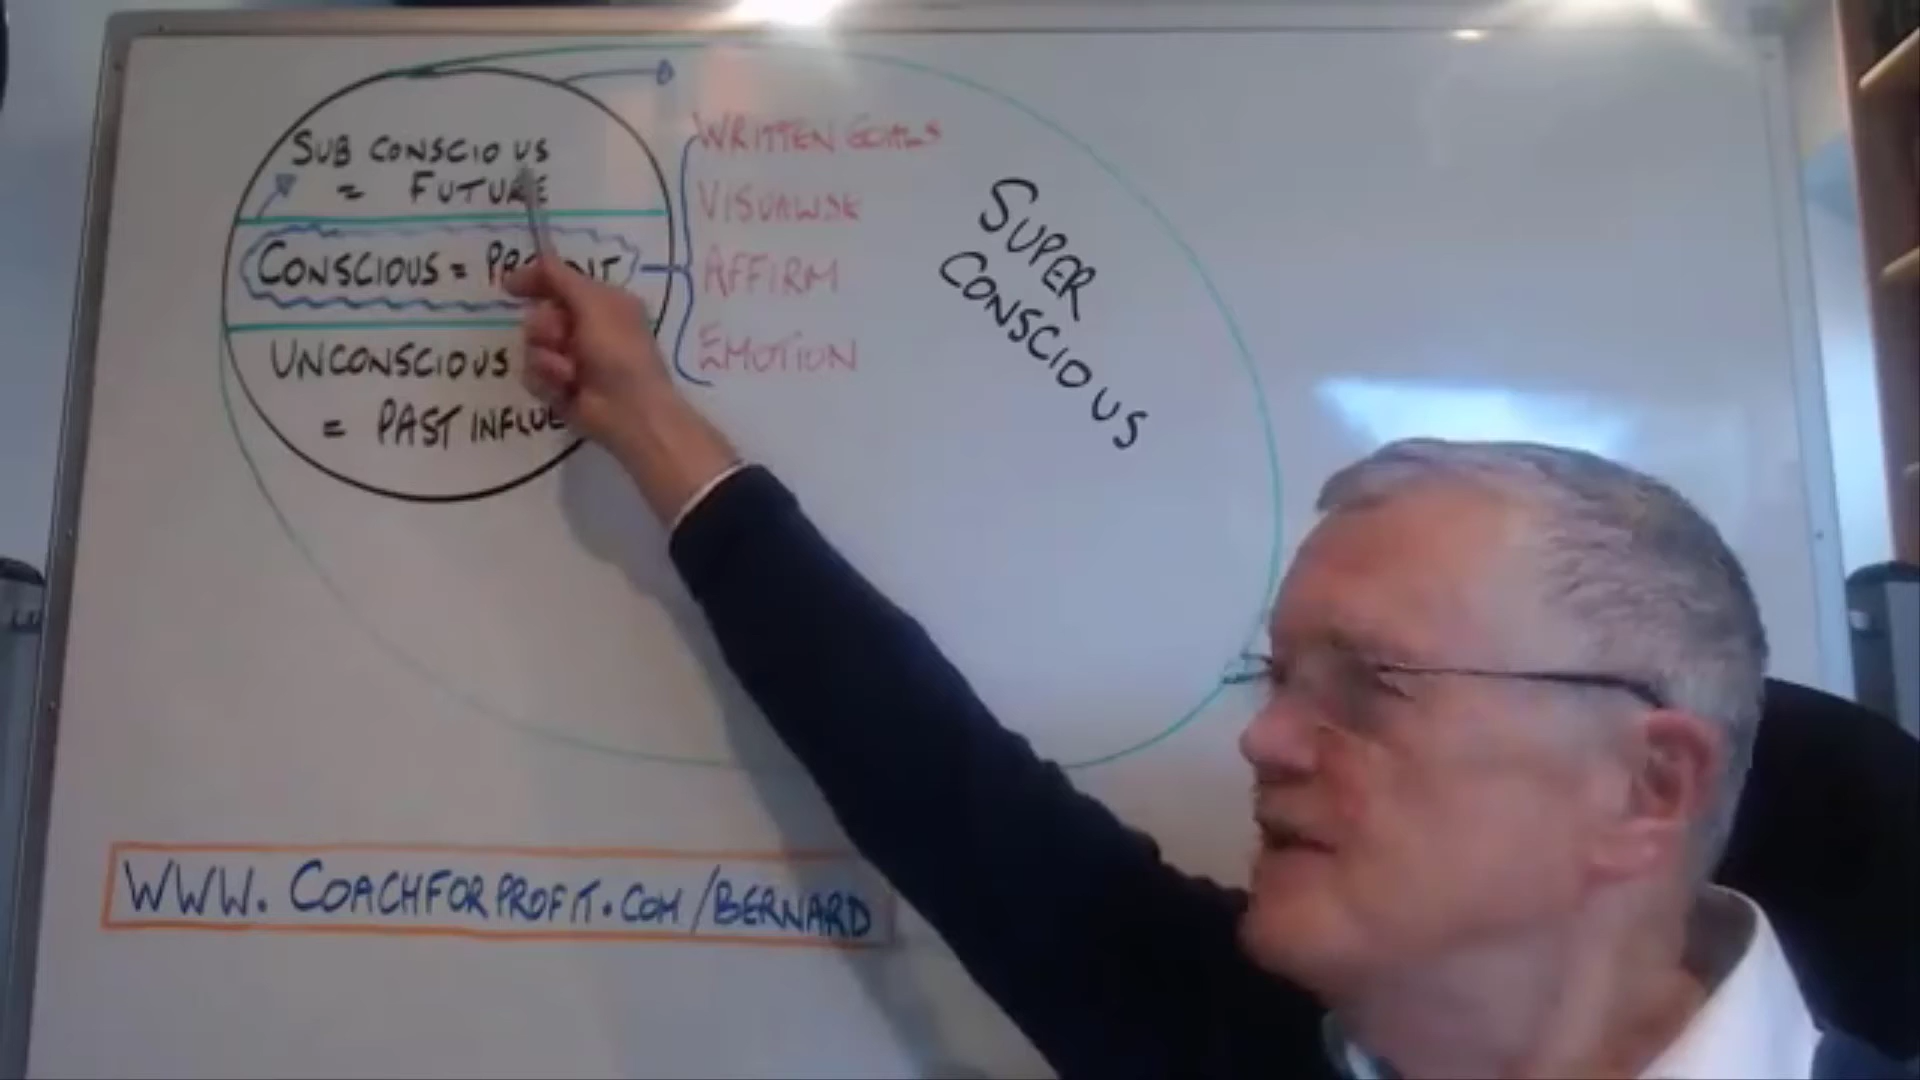 SUB CONSCIOUS
= FUTURE
CONSCIOUS =
UNCONSCIOUS
= PAST
WRITTEN GOALS
VISUALISE
AFFIRM
EMOTION
SUPER
CONSCIOUS
WWW.COACHFORPROFIT.COM/BERNARD